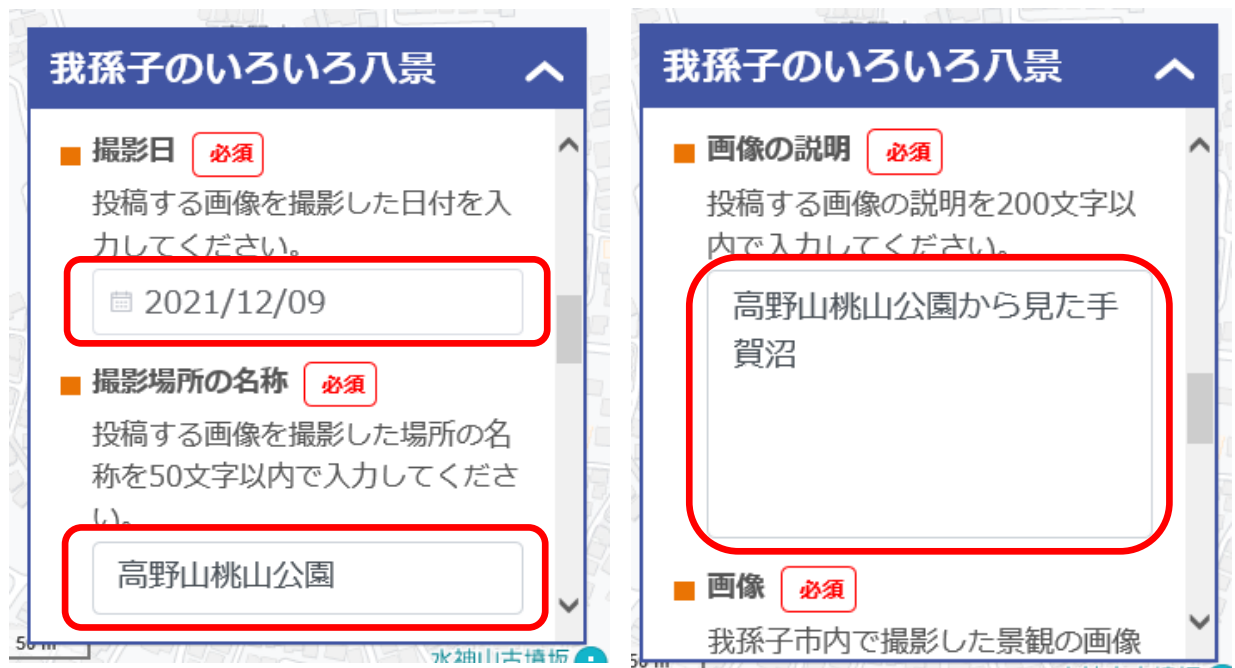 我孫子のいろいろ八景
撮影日 必須
投稿する画像を撮影した日付を入
力してください。
2021/12/09
撮影場所の名称 必須
投稿する画像を撮影した場所の名
称を50文字以内で入力してくださ
い。
高野山桃山公園
50 m
水神山古墳坂
我孫子のいろいろ八景
画像の説明 必須
投稿する画像の説明を200文字以
内で入力してください。
高野山桃山公園から見た手
賀沼
画像 必須
我孫子市内で撮影した景観の画像
50 m